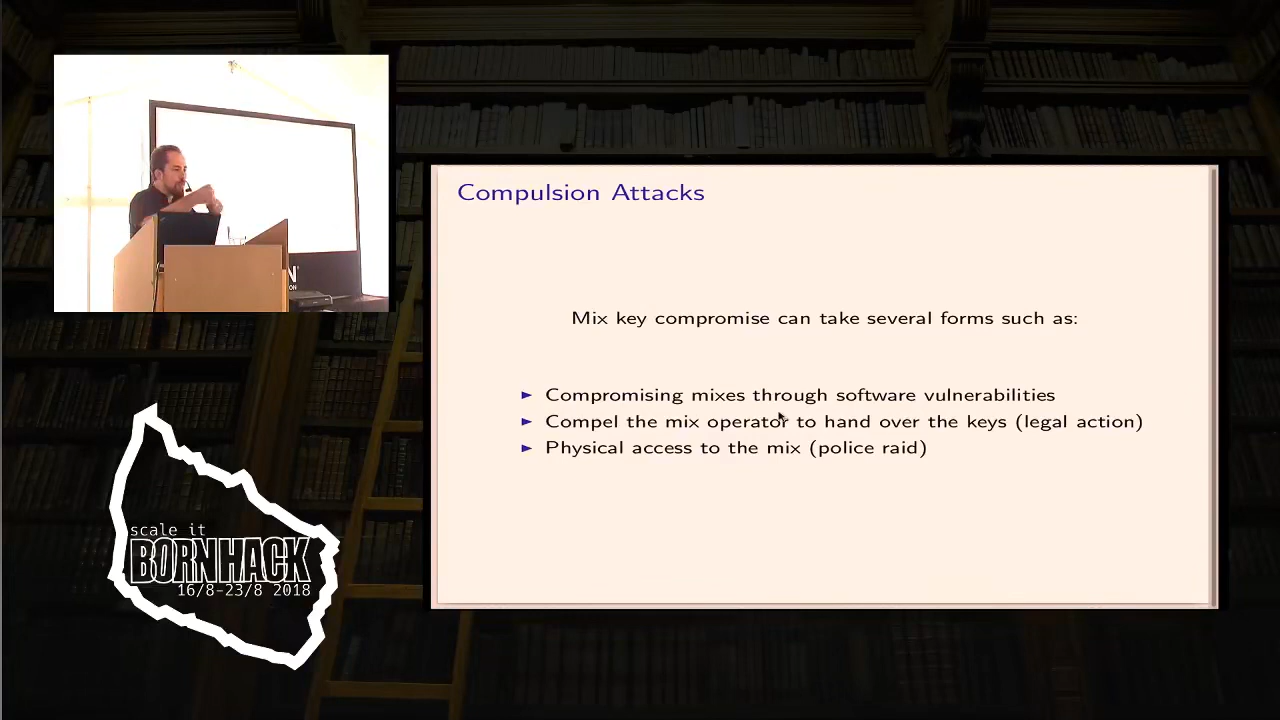 Compulsion Attacks
Mix key compromise can take several forms such as:
► Compromising mixes through software vulnerabilities
► Compel the mix operator to hand over the keys (legal action)
► Physical access to the mix (police raid)
scale it
BORNHACK
16/8-23/8 2018